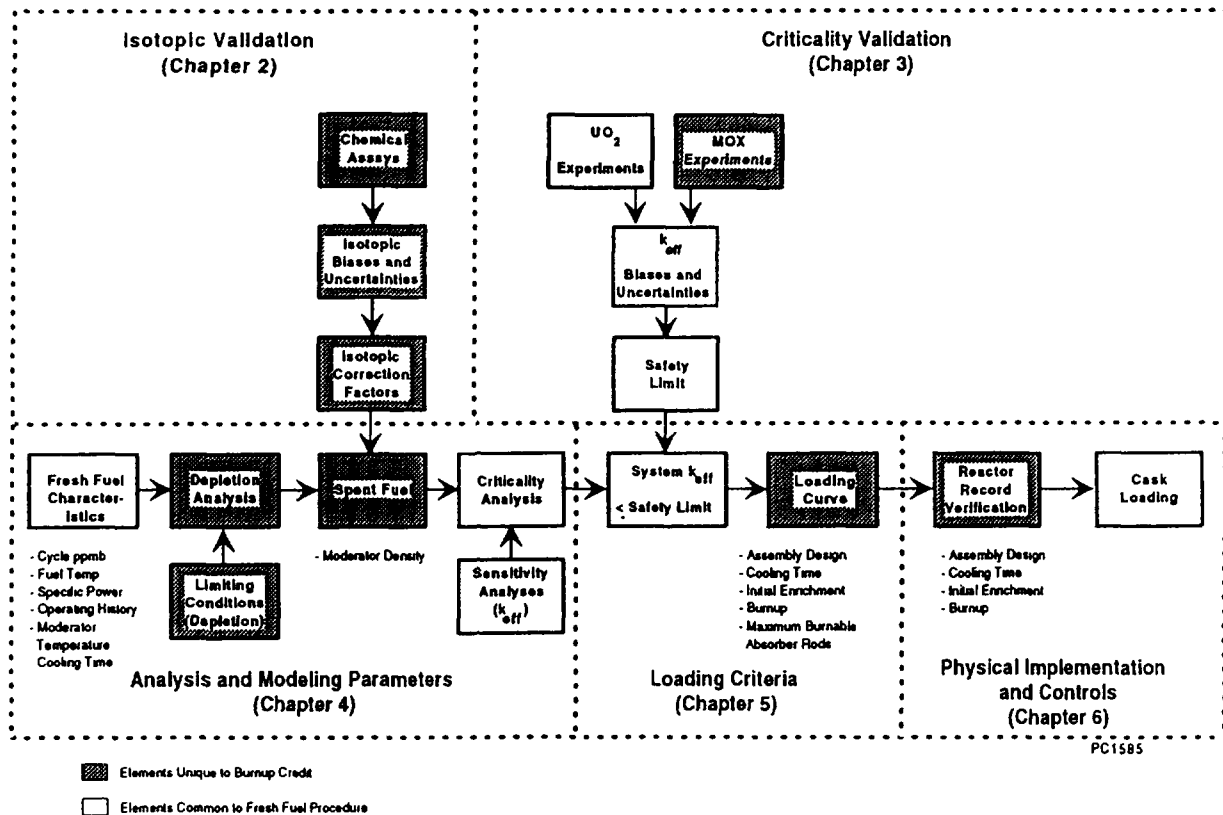 Isotopic Validation
(Chapter 2)
Criticality Validation
(Chapter 3)
Chemical
Assays
Isotopic
Biases and
Uncertainties
Isotopic
Correction
Factors
UO2
Experiments
MOX
Experiments
keff
Biases and
Uncertainties
Safety
Limit
Fresh Fuel
Character-
istics
Depletion
Analysis
Spent Fuel
Criticality
Analysis
System keff
< Safety Limit
Loading
Curve
Reactor
Record
Verification
Cask
Loading
- Cycle ppmb
- Fuel Temp
- Specific Power
- Operating History
- Moderator
Temperature
Cooling Time
Limiting
Conditions
(Depletion)
- Moderator Density
Sensitivity
Analyses
(keff)
- Assembly Design
- Cooling Time
- Initial Enrichment
- Burnup
- Maximum Burnable
Absorber Rods
- Assembly Design
- Cooling Time
- Initial Enrichment
- Burnup
Analysis and Modeling Parameters
(Chapter 4)
Loading Criteria
(Chapter 5)
Physical Implementation
and Controls
(Chapter 6)
PC1585
Elements Unique to Burnup Credit
Elements Common to Fresh Fuel Procedure